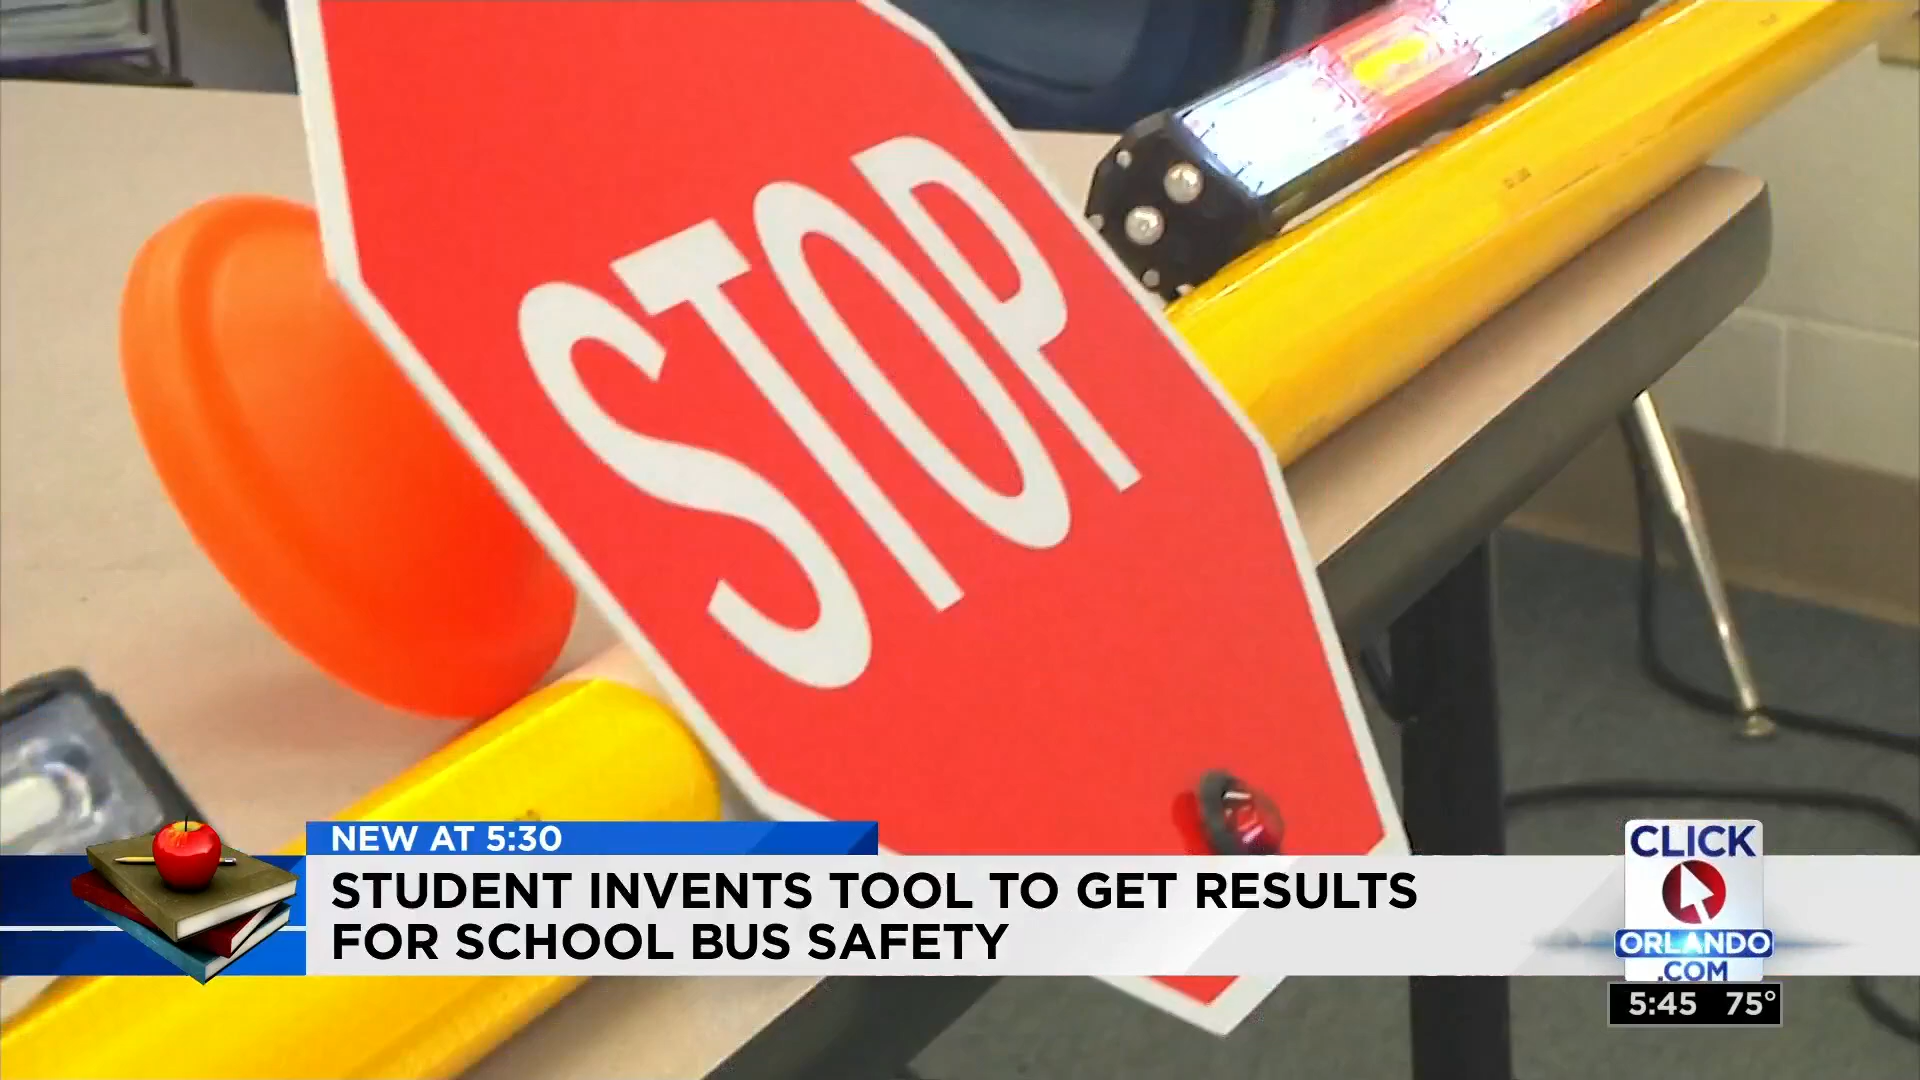 STOP
NEW AT 5:30
STUDENT INVENTS TOOL TO GET RESULTS
FOR SCHOOL BUS SAFETY
CLICK
ORLANDO
.COM
5:45 75°